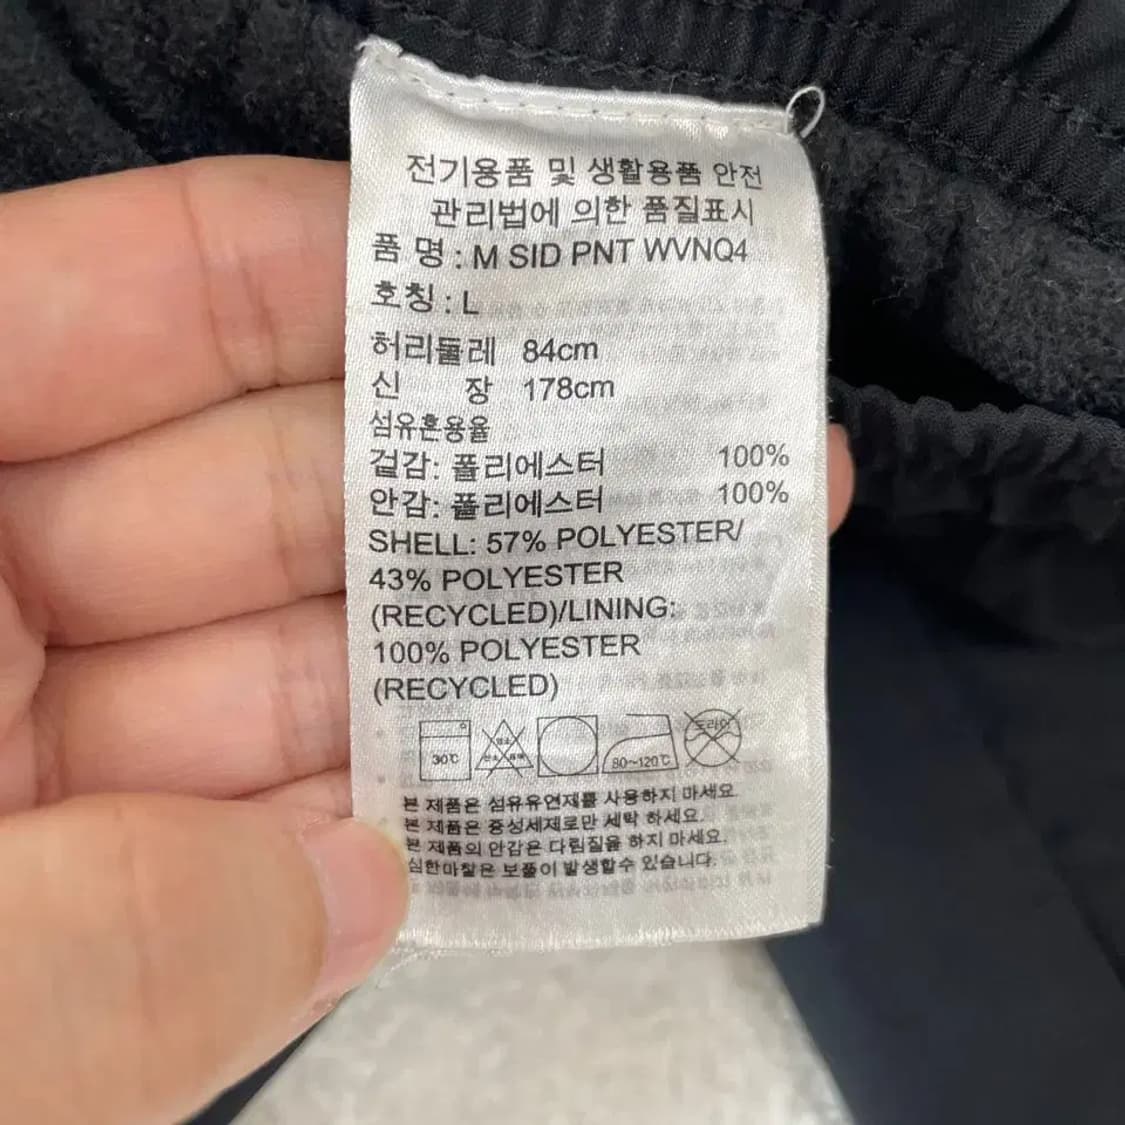 전기용품 및 생활용품 안전
관리법에 의한 품질표시
품 명 : M SID PNT WVNQ4
호칭 : L
허리둘레 84cm
신 장 178cm
섬유혼용율
겉감: 폴리에스터 100%
안감: 폴리에스터 100%
SHELL: 57% POLYESTER/
43% POLYESTER
(RECYCLED)/LINING:
100% POLYESTER
(RECYCLED)
30℃ 80~120℃ 드라이
본 제품은 섬유유연제를 사용하지 마세요.
본 제품은 중성세제로만 세탁 하세요.
본 제품의 안감은 다림질을 하지 마세요.
심한마찰은 보풀이 발생할수 있습니다.